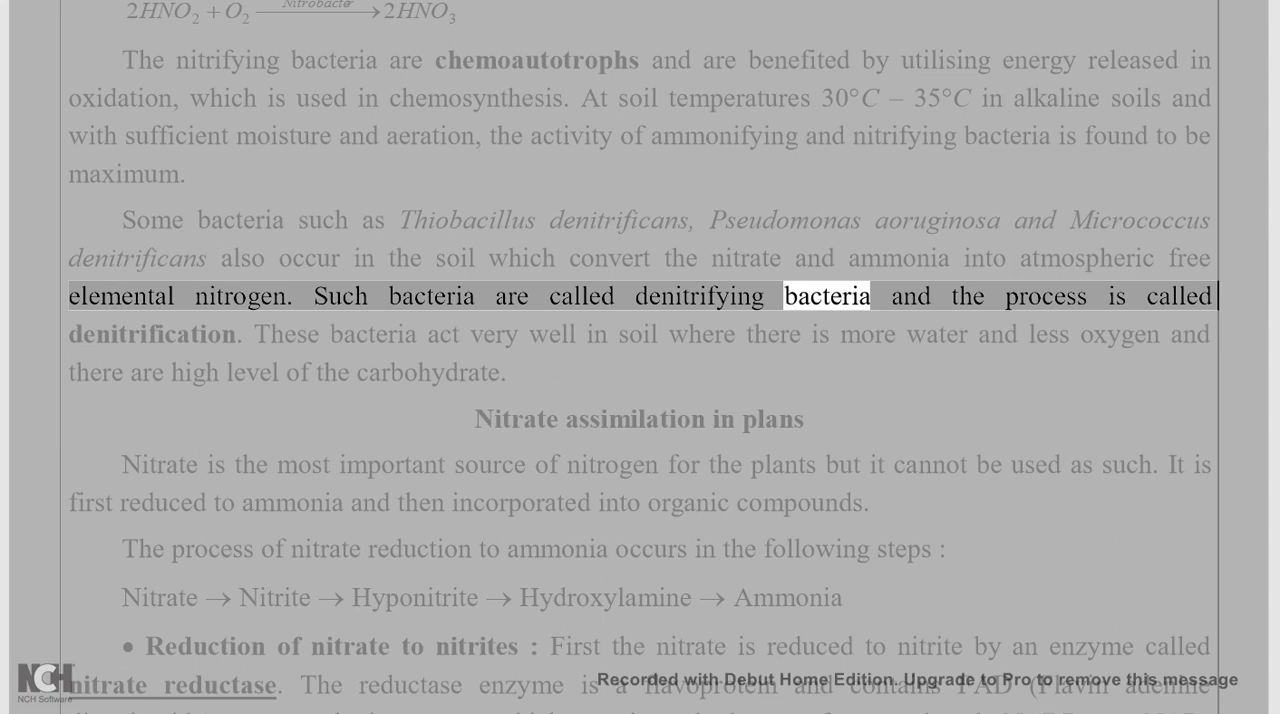 2HNO2 + O2 Nitrobacter → 2HNO3
The nitrifying bacteria are chemoautotrophs and are benefited by utilising energy released in
oxidation, which is used in chemosynthesis. At soil temperatures 30°C – 35°C in alkaline soils and
with sufficient moisture and aeration, the activity of ammonifying and nitrifying bacteria is found to be
maximum.
Some bacteria such as Thiobacillus denitrificans, Pseudomonas aoruginosa and Micrococcus
denitrificans also occur in the soil which convert the nitrate and ammonia into atmospheric free
elemental nitrogen. Such bacteria are called denitrifying bacteria and the process is called
denitrification. These bacteria act very well in soil where there is more water and less oxygen and
there are high level of the carbohydrate.
Nitrate assimilation in plans
Nitrate is the most important source of nitrogen for the plants but it cannot be used as such. It is
first reduced to ammonia and then incorporated into organic compounds.
The process of nitrate reduction to ammonia occurs in the following steps :
Nitrate → Nitrite → Hyponitrite → Hydroxylamine → Ammonia
• Reduction of nitrate to nitrites : First the nitrate is reduced to nitrite by an enzyme called
nitrate reductase. The reductase enzyme is a flavoprotein and contains FAD (Flavin adenine
NCH
NCH Software
Recorded with Debut Home Edition. Upgrade to Pro to remove this message